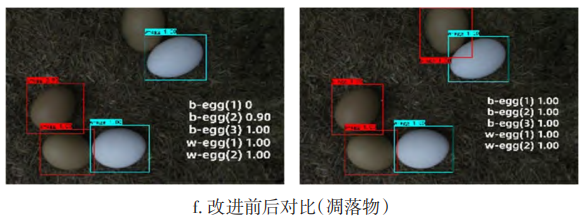 b-egg(1) 0
b-egg(2) 0.90
b-egg(3) 1.00
w-egg(1) 1.00
w-egg(2) 1.00
b-egg(1) 1.00
b-egg(2) 1.00
b-egg(3) 1.00
w-egg(1) 1.00
w-egg(2) 1.00
f. 改进前后对比(凋落物)